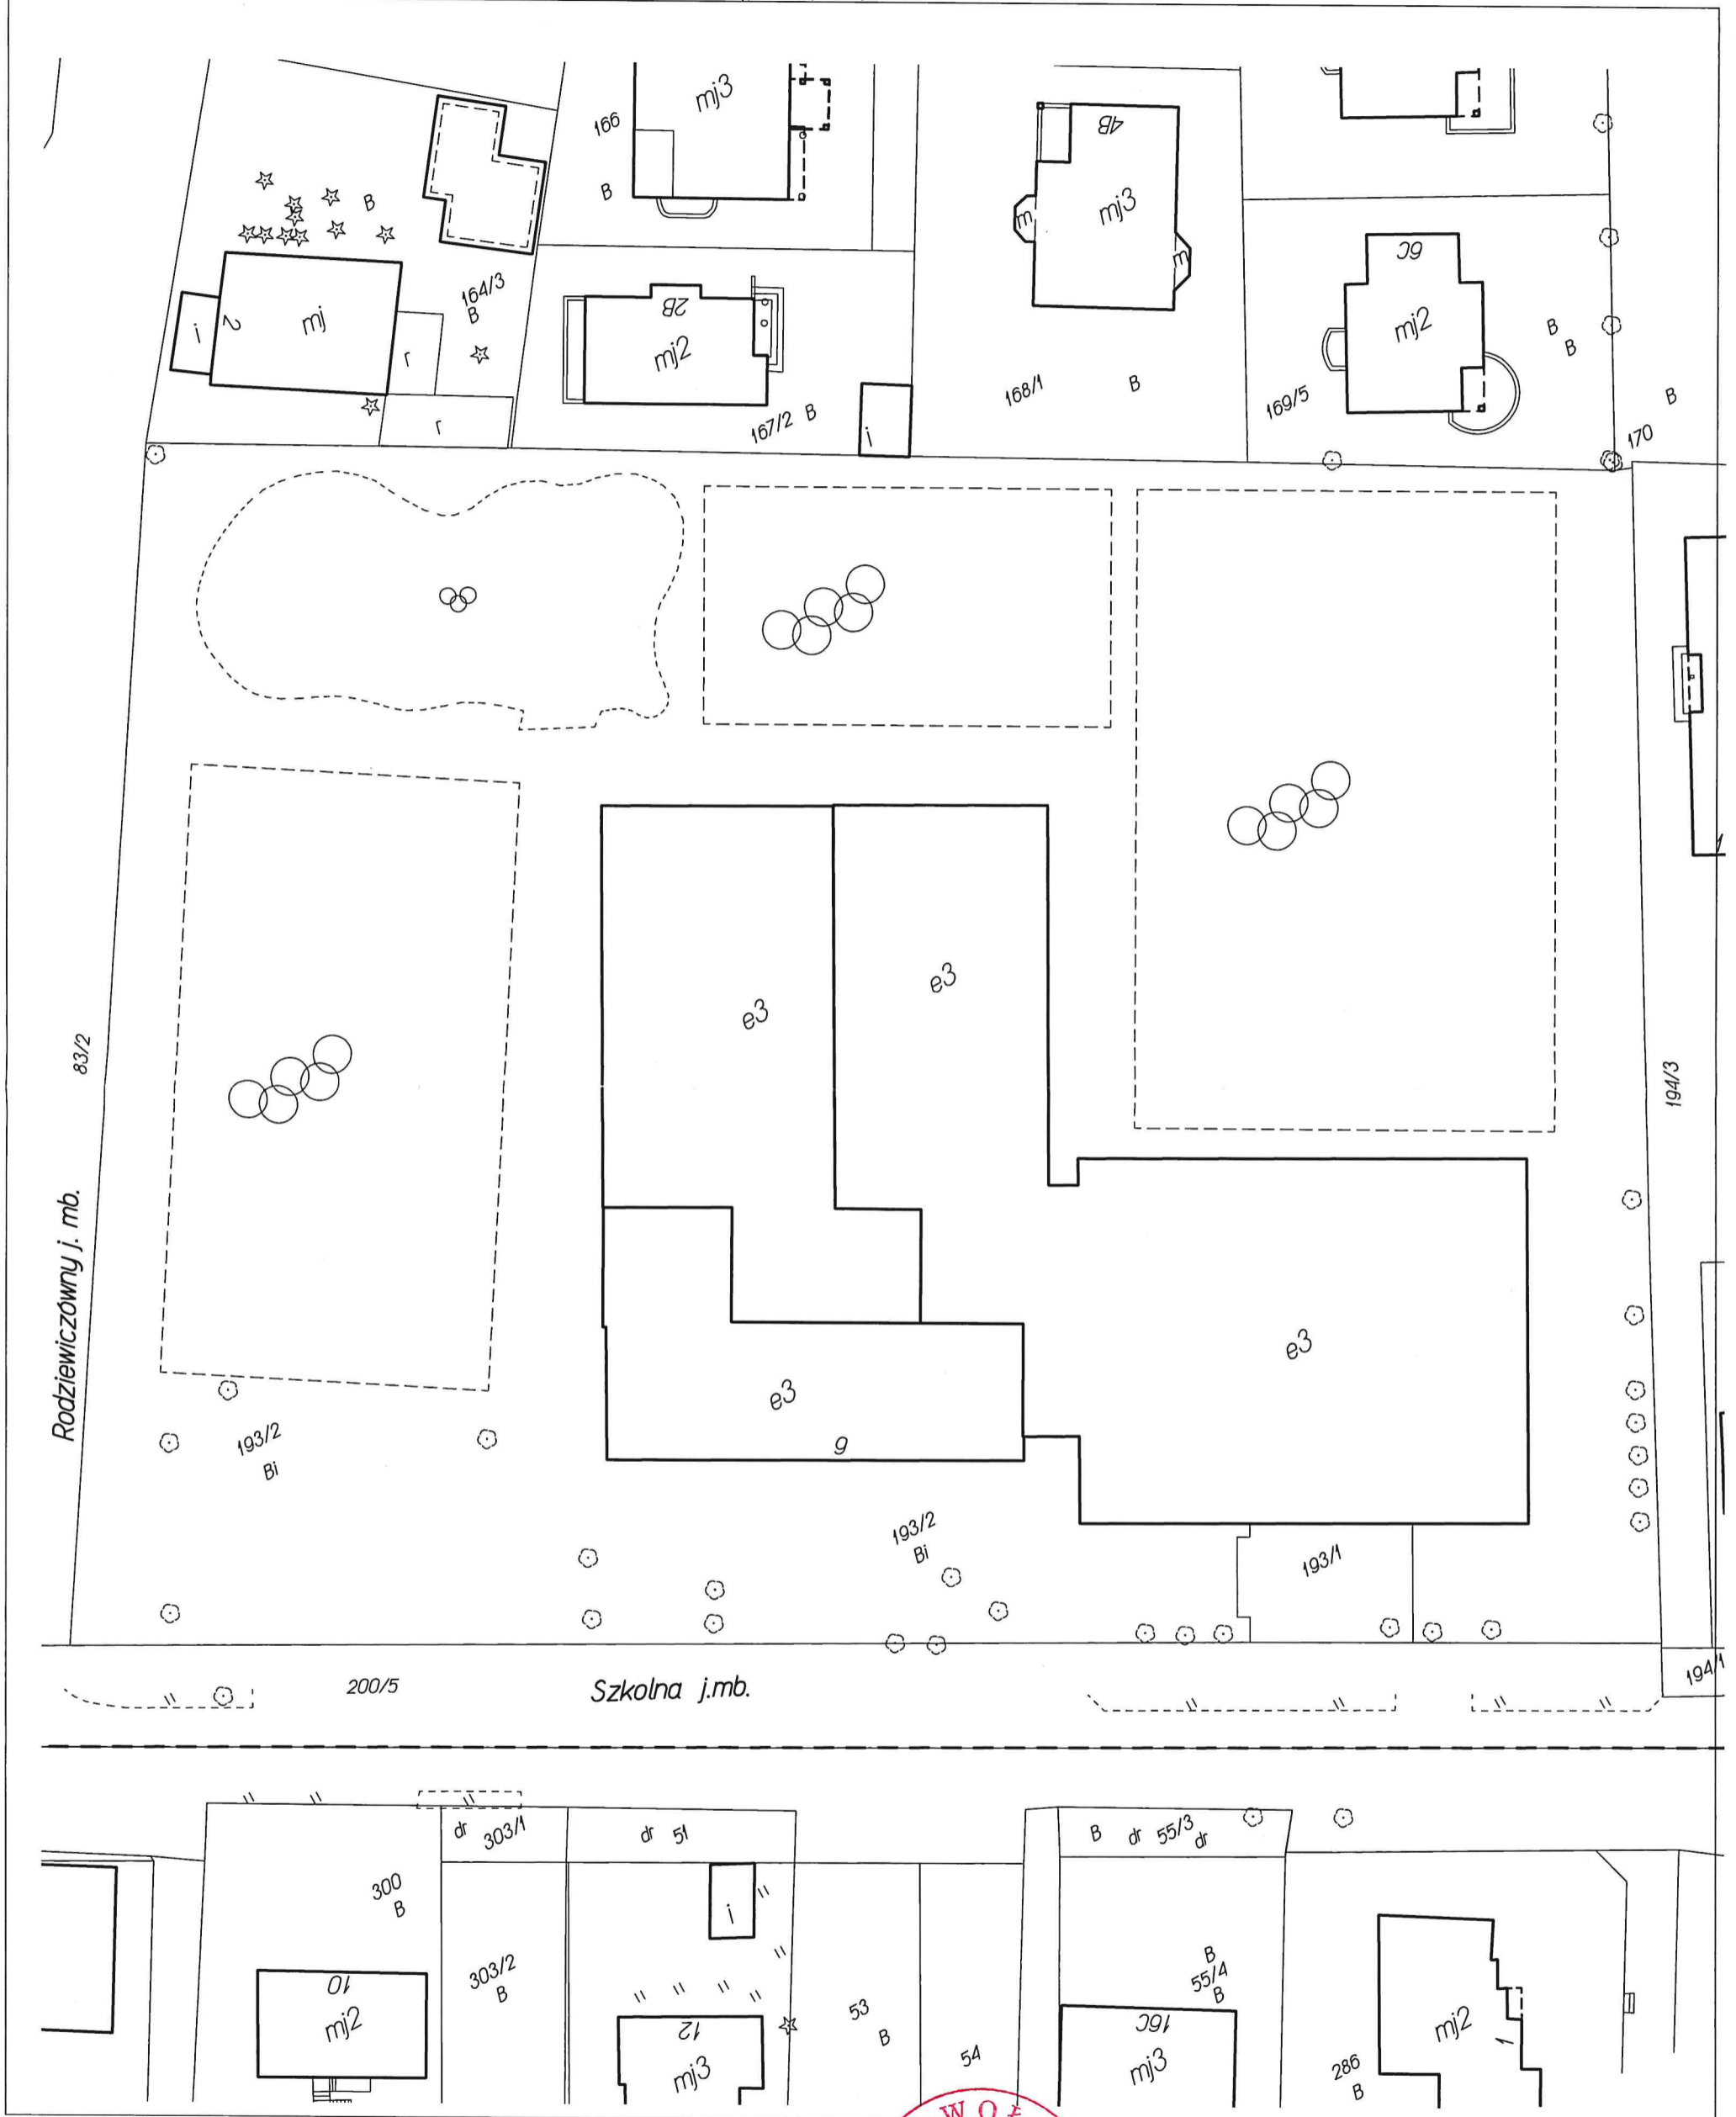 mj3
166
B
4B
mj3
m
m
B
6C
mj2
B
B
164/3
B
i
2
mj
r
r
2B
mj2
167/2 B
i
168/1
B
169/5
B
170
83/2
e3
e3
194/3
1
Rodziewiczówny j. mb.
e3
e3
9
193/2
Bi
193/2
Bi
193/1
200/5
Szkolna j.mb.
194/1
dr 303/1
dr 51
B dr 55/3 dr
300
B
i
303/2
B
10
mj2
12
mj3
53
B
54
B
55/4
B
16C
mj3
286
B
mj2
1
W O Ł